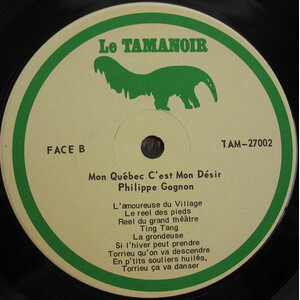 Le TAMANOIR
FACE B
TAM-27002
Mon Québec C'est Mon Désir
Philippe Gagnon
L'amoureuse du Village
Le reel des pieds
Reel du grand théâtre
Ting Tang
La grondeuse
Si l'hiver peut prendre
Torrieu qu'on va descendre
En p'tits souliers huilés,
Torrieu ça va danser